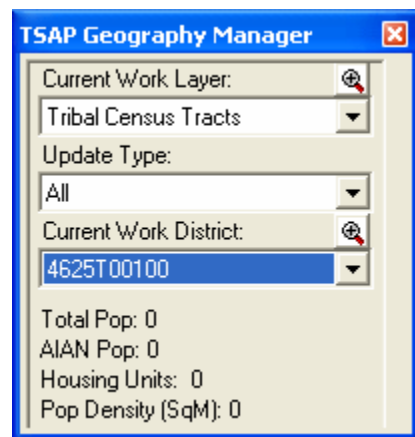 TSAP Geography Manager
Current Work Layer:
Tribal Census Tracts
Update Type:
All
Current Work District:
4625T00100
Total Pop: 0
AIAN Pop: 0
Housing Units: 0
Pop Density (SqM): 0